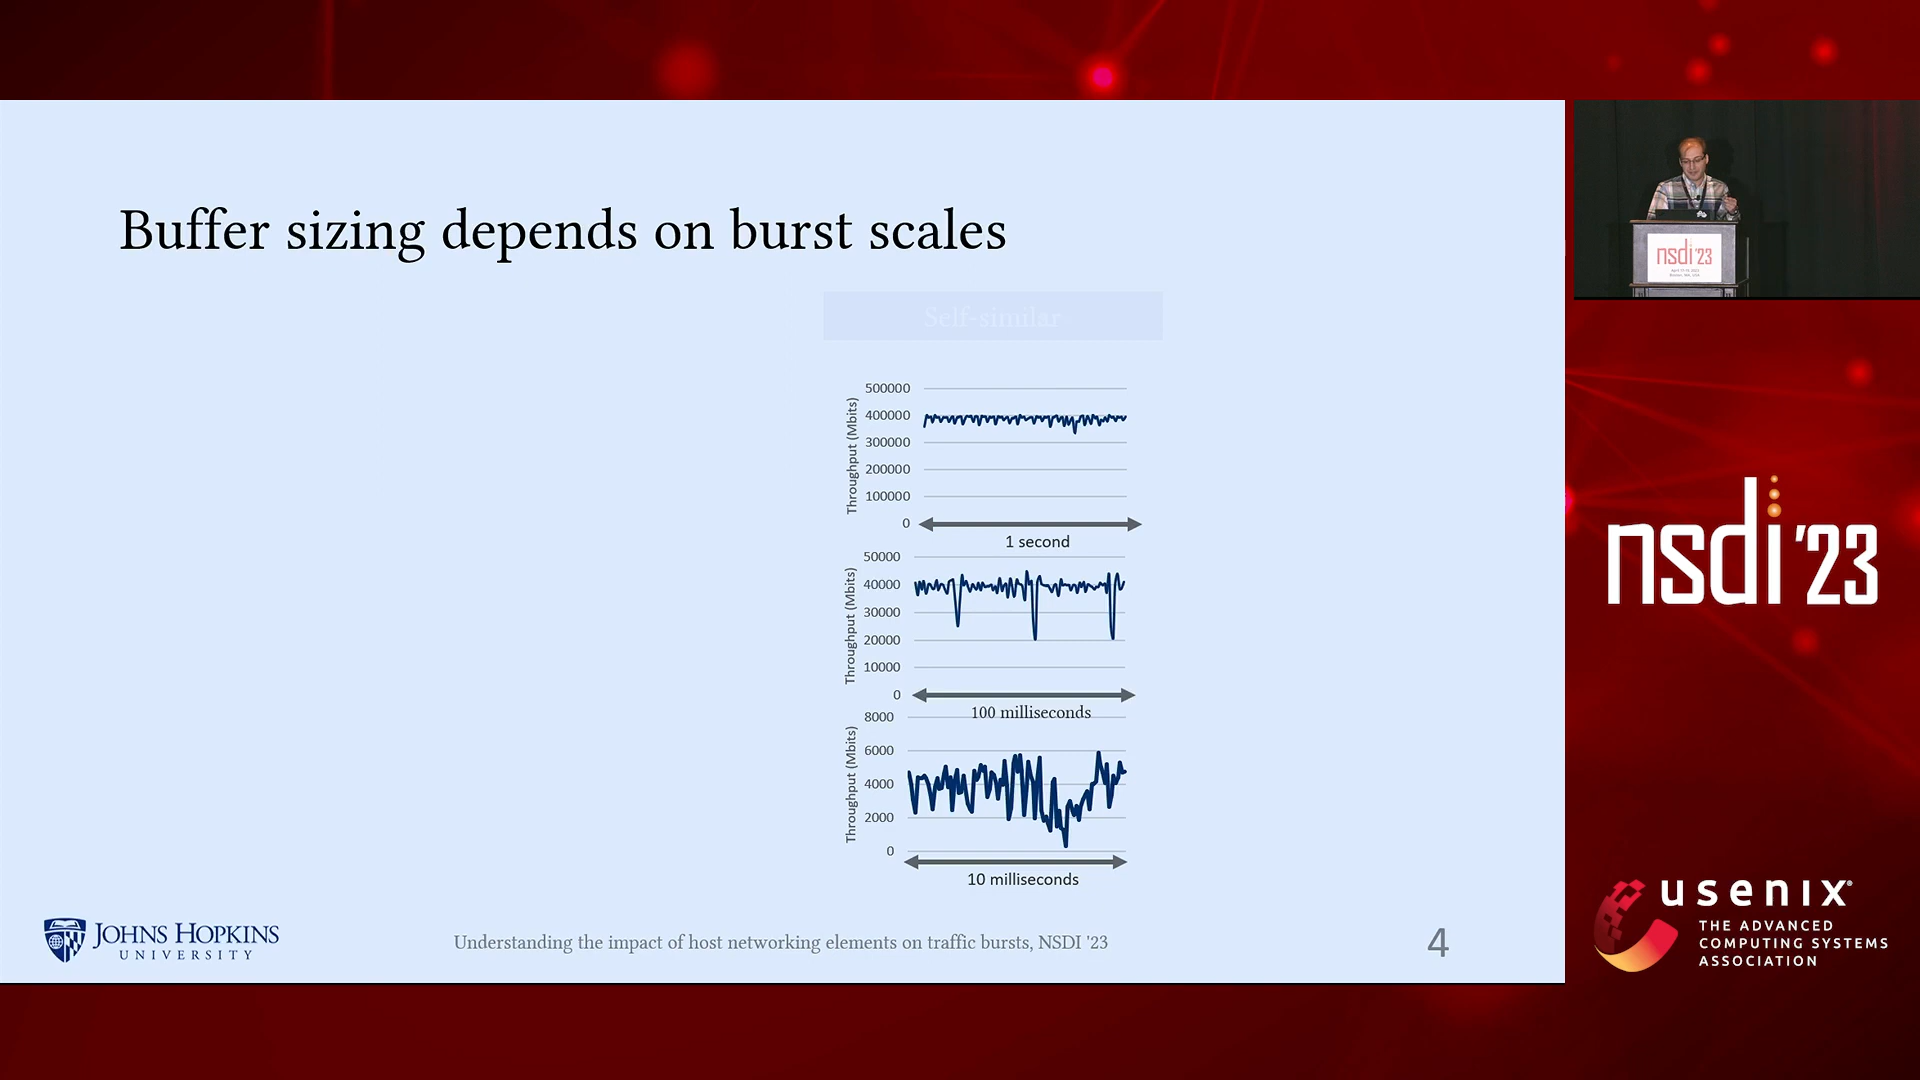 Buffer sizing depends on burst scales
Self-similar
500000
400000
300000
200000
100000
0
Throughput (Mbits)
1 second
50000
40000
30000
20000
10000
0
Throughput (Mbits)
100 milliseconds
8000
6000
4000
2000
0
Throughput (Mbits)
10 milliseconds
JOHNS HOPKINS
UNIVERSITY
Understanding the impact of host networking elements on traffic bursts, NSDI '23
4
nsdi '23
nsdi '23
usenix®
THE ADVANCED
COMPUTING SYSTEMS
ASSOCIATION